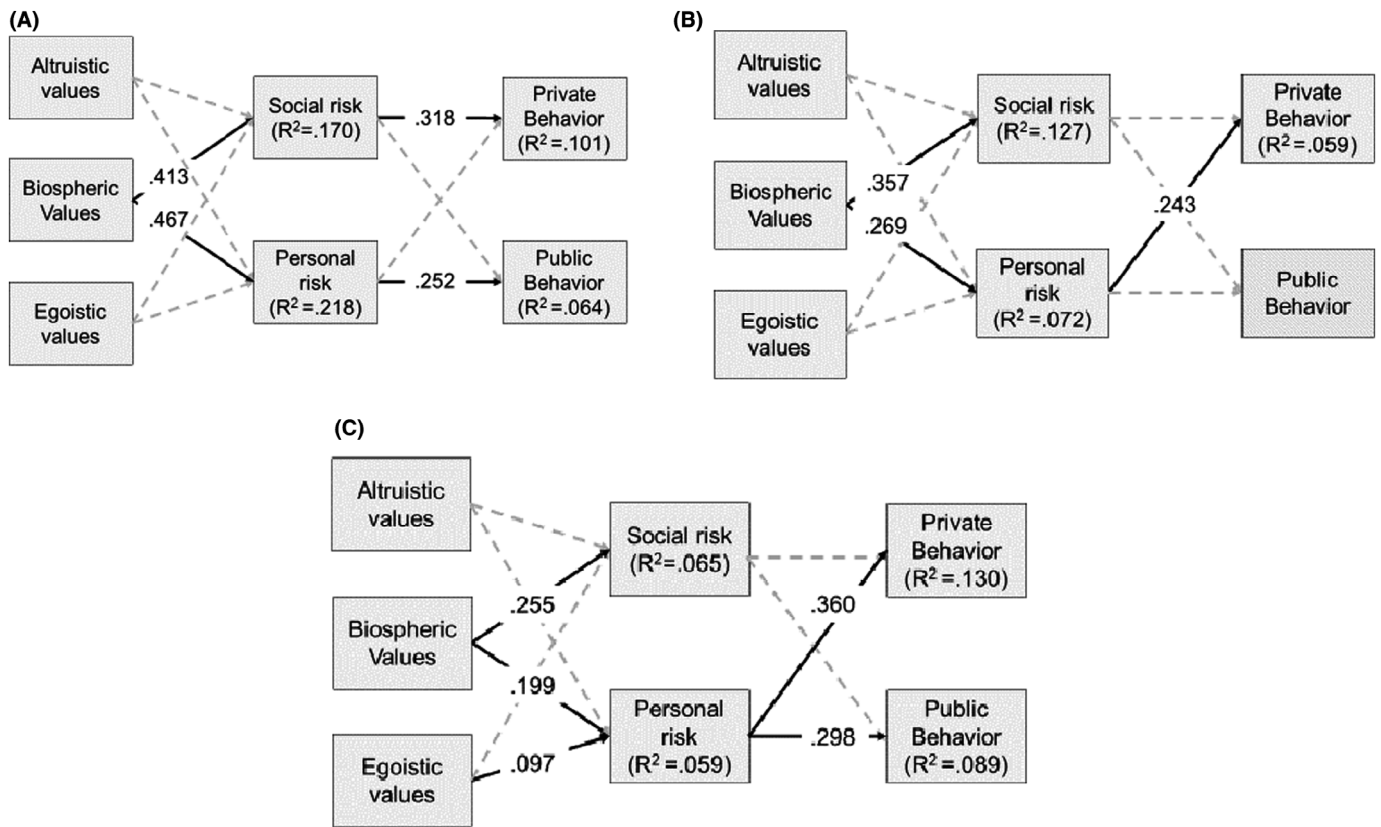 (A)
Altruistic
values
Biospheric
Values
Egoistic
values
.413
.467
Social risk
(R²=.170)
Personal
risk
(R²=.218)
.318
.252
Private
Behavior
(R²=.101)
Public
Behavior
(R²=.064)
(B)
Altruistic
values
Biospheric
Values
Egoistic
values
.357
.269
Social risk
(R²=.127)
Personal
risk
(R²=.072)
.243
Private
Behavior
(R²=.059)
Public
Behavior
(C)
Altruistic
values
Biospheric
Values
Egoistic
values
.255
.199
.097
Social risk
(R²=.065)
Personal
risk
(R²=.059)
.360
.298
Private
Behavior
(R²=.130)
Public
Behavior
(R²=.089)